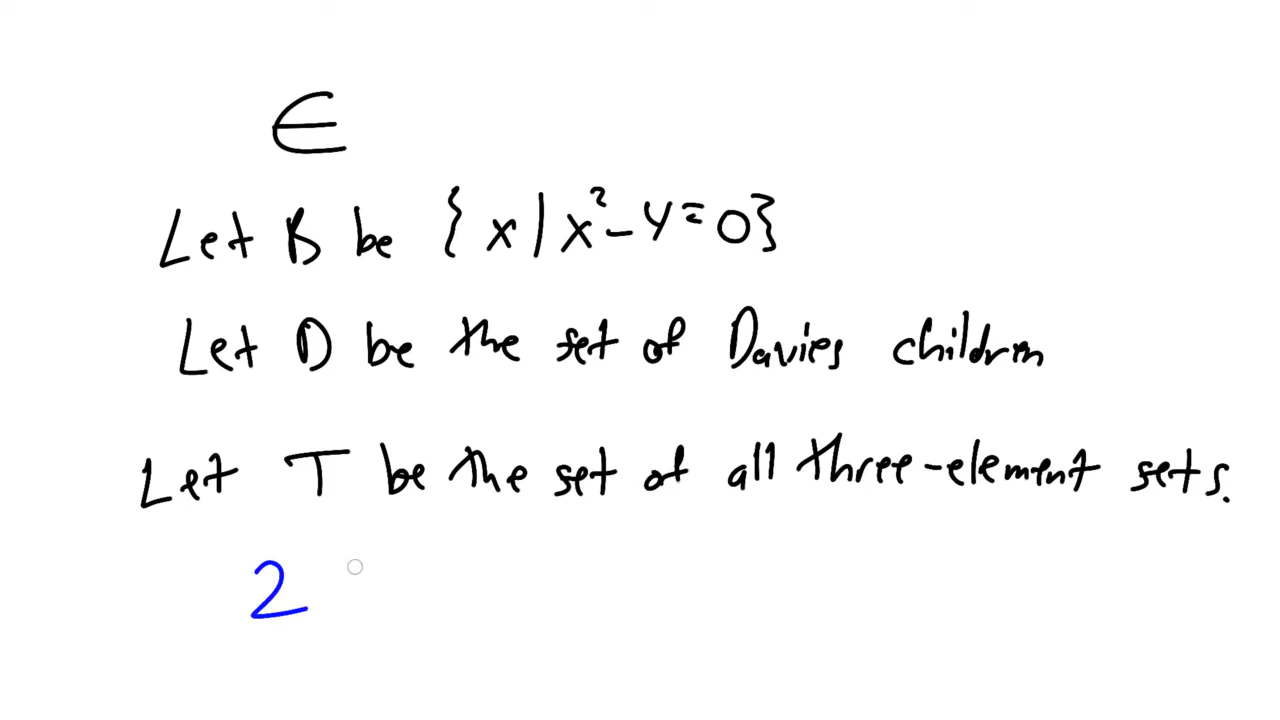 ∈
Let B be {x|x²-4=0}
Let D be the set of Davies children
Let T be the set of all three-element sets.
2